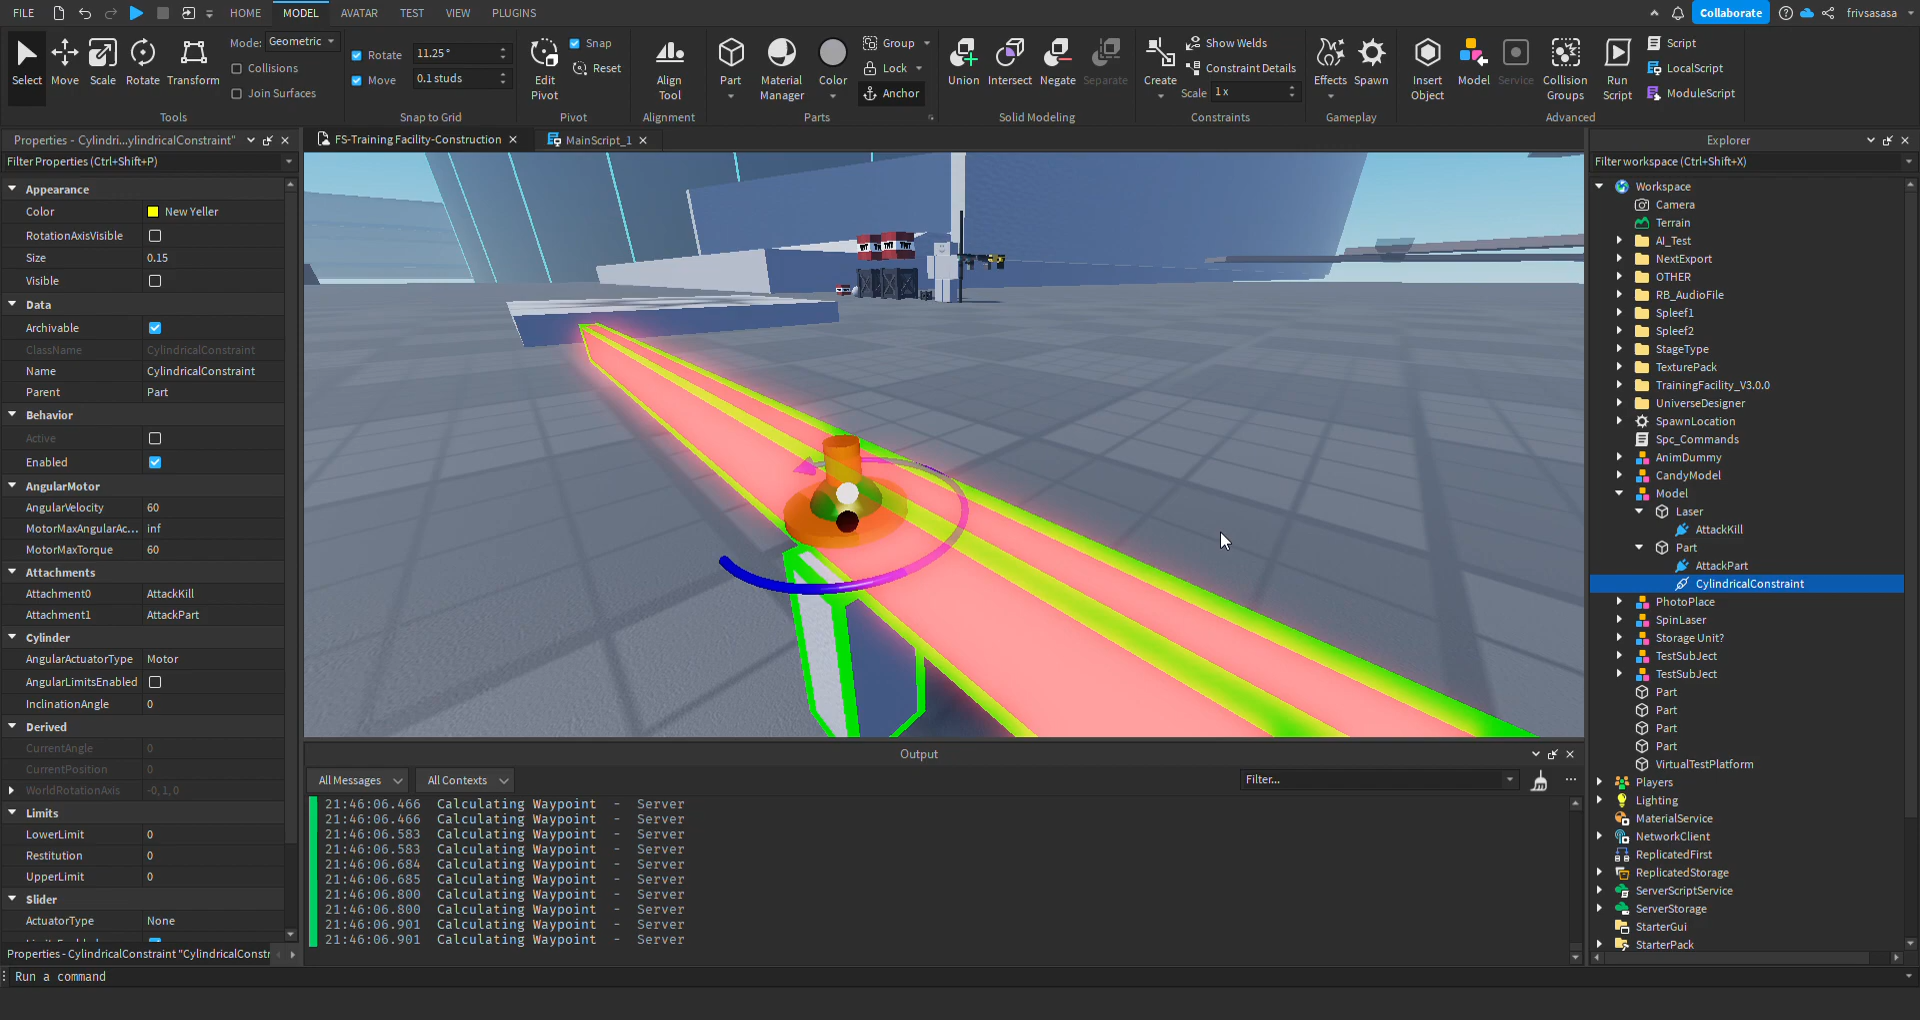 FILE HOME MODEL AVATAR TEST VIEW PLUGINS Collaborate frivsasasa
Select Move Scale Rotate Transform
Mode: Geometric
Collisions
Join Surfaces
Tools
Rotate 11.25 °
Move 0.1 studs
Snap to Grid
Edit Pivot
Snap
Reset
Pivot
Align Tool
Alignment
Part Material Manager Color
Group
Lock
Anchor
Parts
Union Intersect Negate Separate
Solid Modeling
Create
Show Welds
Constraint Details
Scale 1 x
Constraints
Effects Spawn
Gameplay
Insert Object Model Service Collision Groups Run Script
Script
LocalScript
ModuleScript
Advanced
Properties - Cylindri...ylindricalConstraint"
Filter Properties (Ctrl+Shift+P)
Appearance
Color New Yeller
RotationAxisVisible
Size 0.15
Visible
Data
Archivable
ClassName CylindricalConstraint
Name CylindricalConstraint
Parent Part
Behavior
Active
Enabled
AngularMotor
AngularVelocity 60
MotorMaxAngularAc... inf
MotorMaxTorque 60
Attachments
Attachment0 AttackKill
Attachment1 AttackPart
Cylinder
AngularActuatorType Motor
AngularLimitsEnabled
InclinationAngle 0
Derived
CurrentAngle 0
CurrentPosition 0
WorldRotationAxis -0, 1, 0
Limits
LowerLimit 0
Restitution 0
UpperLimit 0
Slider
ActuatorType None
Properties - CylindricalConstraint "CylindricalConstr
FS-Training Facility-Construction MainScript_1
TNT TNT TNT
Output
All Messages All Contexts Filter...
21:46:06.466 Calculating Waypoint - Server
21:46:06.466 Calculating Waypoint - Server
21:46:06.583 Calculating Waypoint - Server
21:46:06.583 Calculating Waypoint - Server
21:46:06.684 Calculating Waypoint - Server
21:46:06.685 Calculating Waypoint - Server
21:46:06.800 Calculating Waypoint - Server
21:46:06.800 Calculating Waypoint - Server
21:46:06.901 Calculating Waypoint - Server
21:46:06.901 Calculating Waypoint - Server
Explorer
Filter workspace (Ctrl+Shift+X)
Workspace
Camera
Terrain
AI_Test
NextExport
OTHER
RB_AudioFile
Spleef1
Spleef2
StageType
TexturePack
TrainingFacility_V3.0.0
UniverseDesigner
SpawnLocation
Spc_Commands
AnimDummy
CandyModel
Model
Laser
AttackKill
Part
AttackPart
CylindricalConstraint
PhotoPlace
SpinLaser
Storage Unit?
TestSubJect
TestSubJect
Part
Part
Part
Part
VirtualTestPlatform
Players
Lighting
MaterialService
NetworkClient
ReplicatedFirst
ReplicatedStorage
ServerScriptService
ServerStorage
StarterGui
StarterPack
Run a command